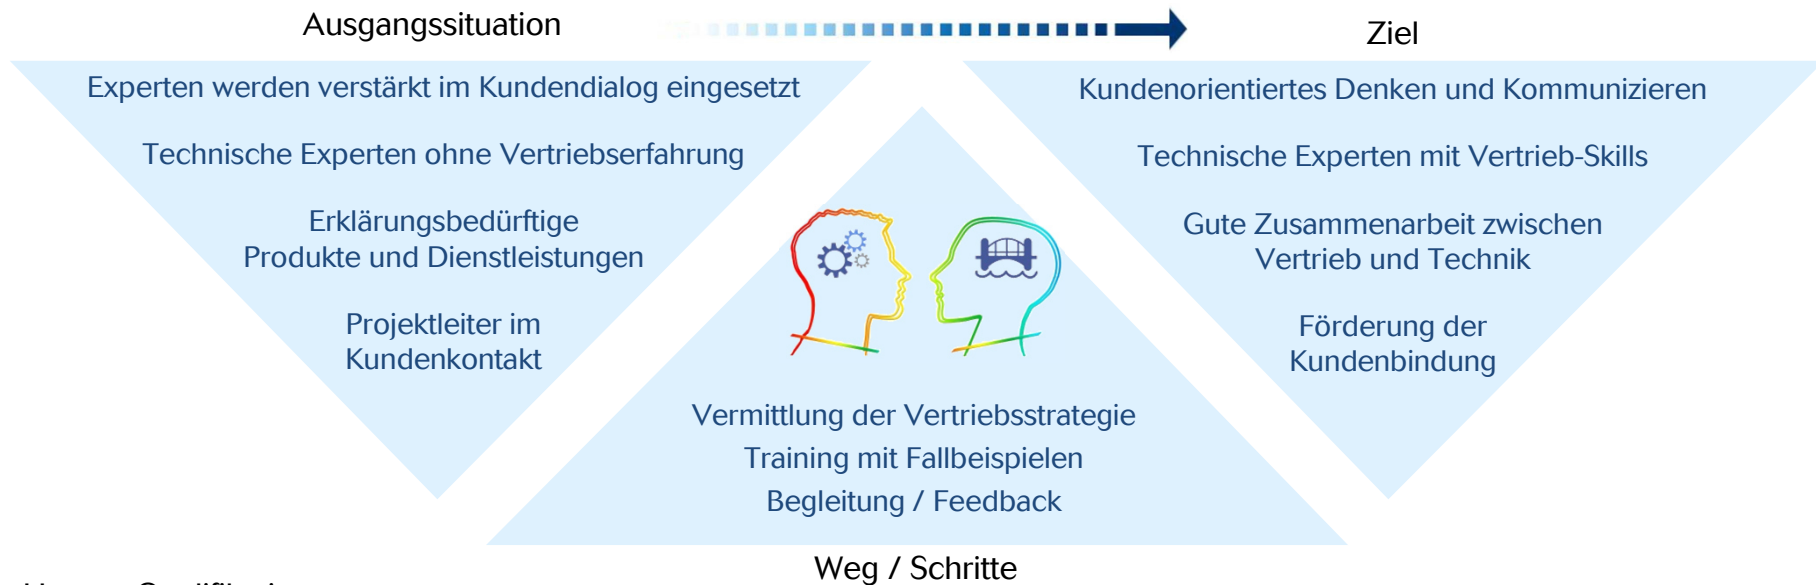 Ausgangssituation
Ziel
Experten werden verstärkt im Kundendialog eingesetzt
Technische Experten ohne Vertriebserfahrung
Erklärungsbedürftige
Produkte und Dienstleistungen
Projektleiter im
Kundenkontakt
Kundenorientiertes Denken und Kommunizieren
Technische Experten mit Vertrieb-Skills
Gute Zusammenarbeit zwischen
Vertrieb und Technik
Förderung der
Kundenbindung
Vermittlung der Vertriebsstrategie
Training mit Fallbeispielen
Begleitung / Feedback
Weg / Schritte